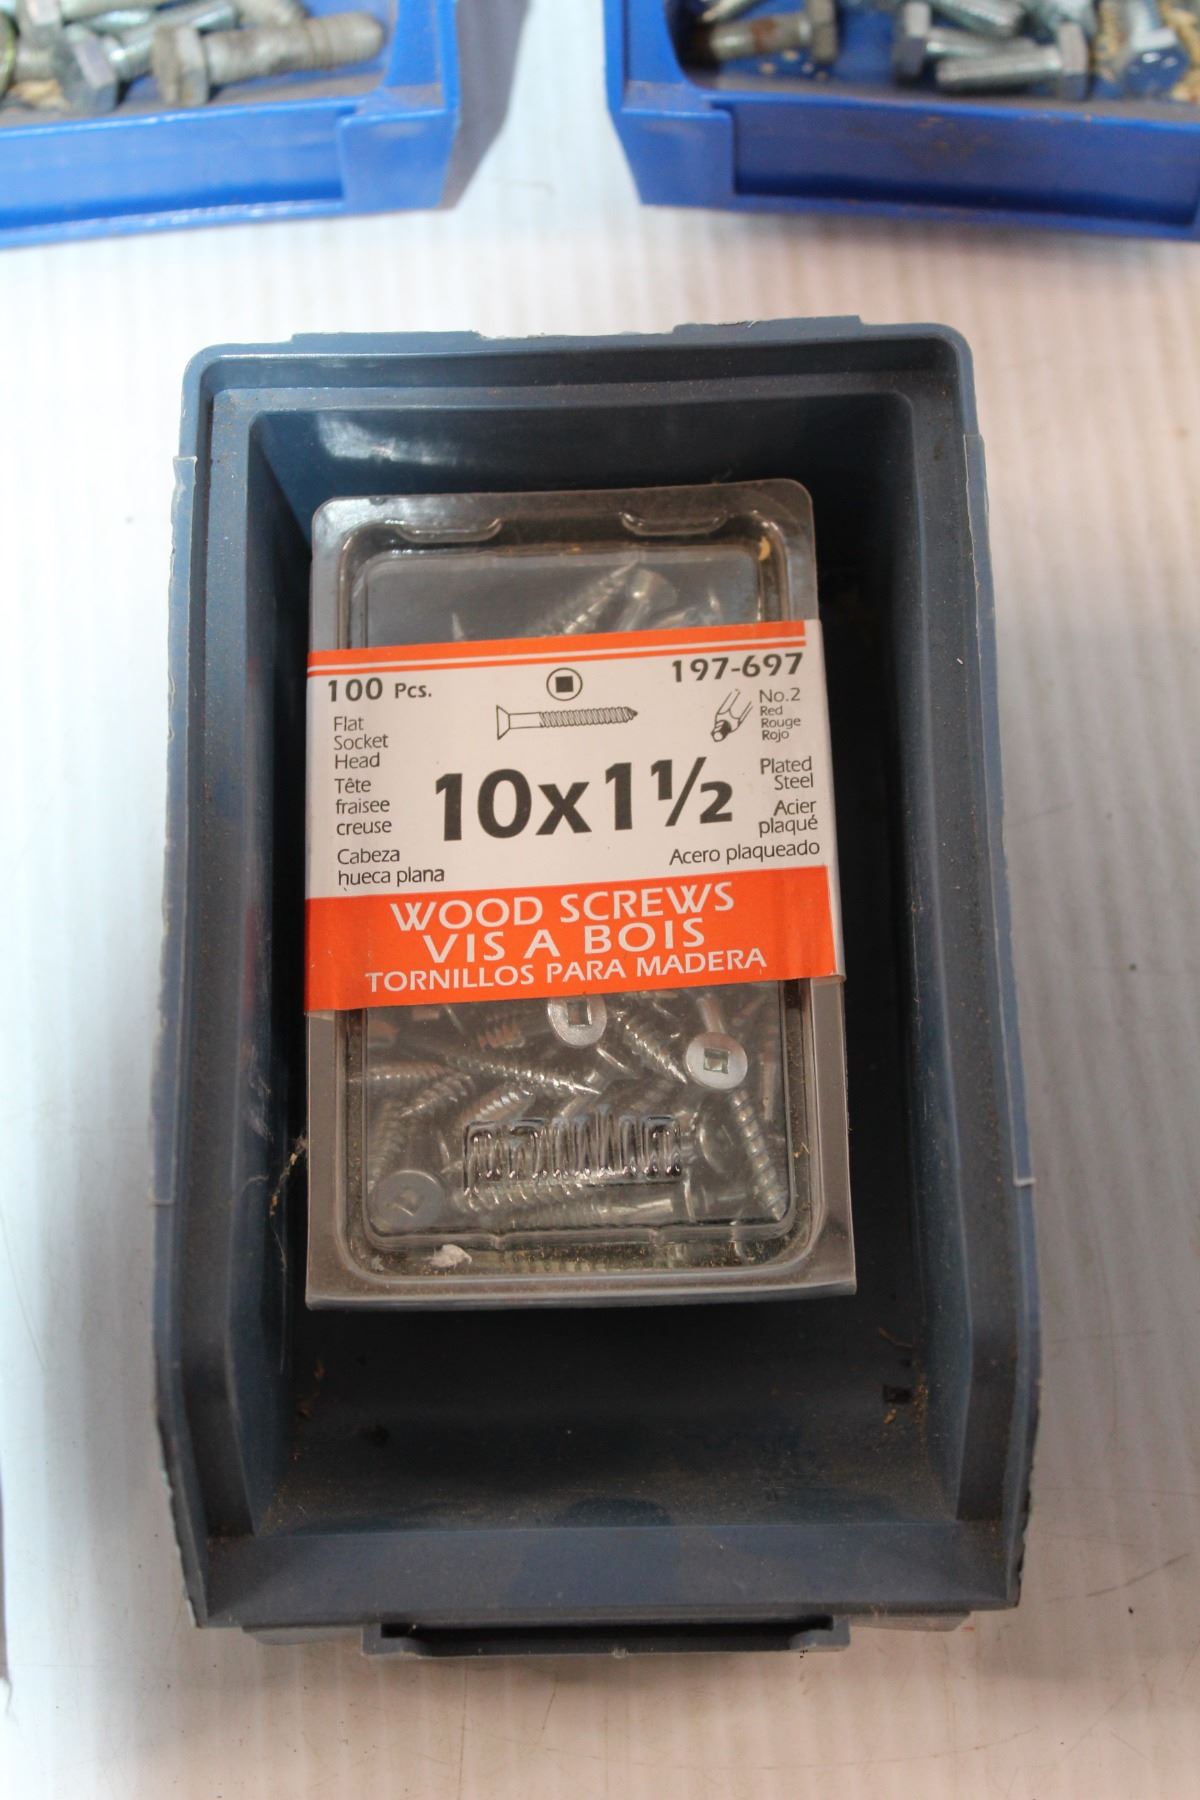 100 Pcs.
197-697
Flat
Socket
Head
Tête
fraisee
creuse
Cabeza
hueca plana
10x1½
No.2
Red
Rouge
Rojo
Plated
Steel
Acier
plaqué
Acero plaqueado
WOOD SCREWS
VIS A BOIS
TORNILLOS PARA MADERA